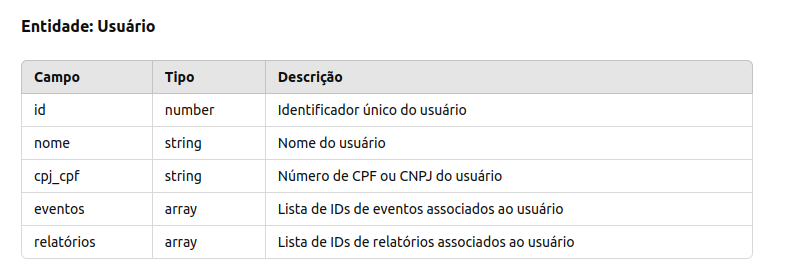 Entidade: Usuário
Campo Tipo Descrição
id number Identificador único do usuário
nome string Nome do usuário
cpj_cpf string Número de CPF ou CNPJ do usuário
eventos array Lista de IDs de eventos associados ao usuário
relatórios array Lista de IDs de relatórios associados ao usuário